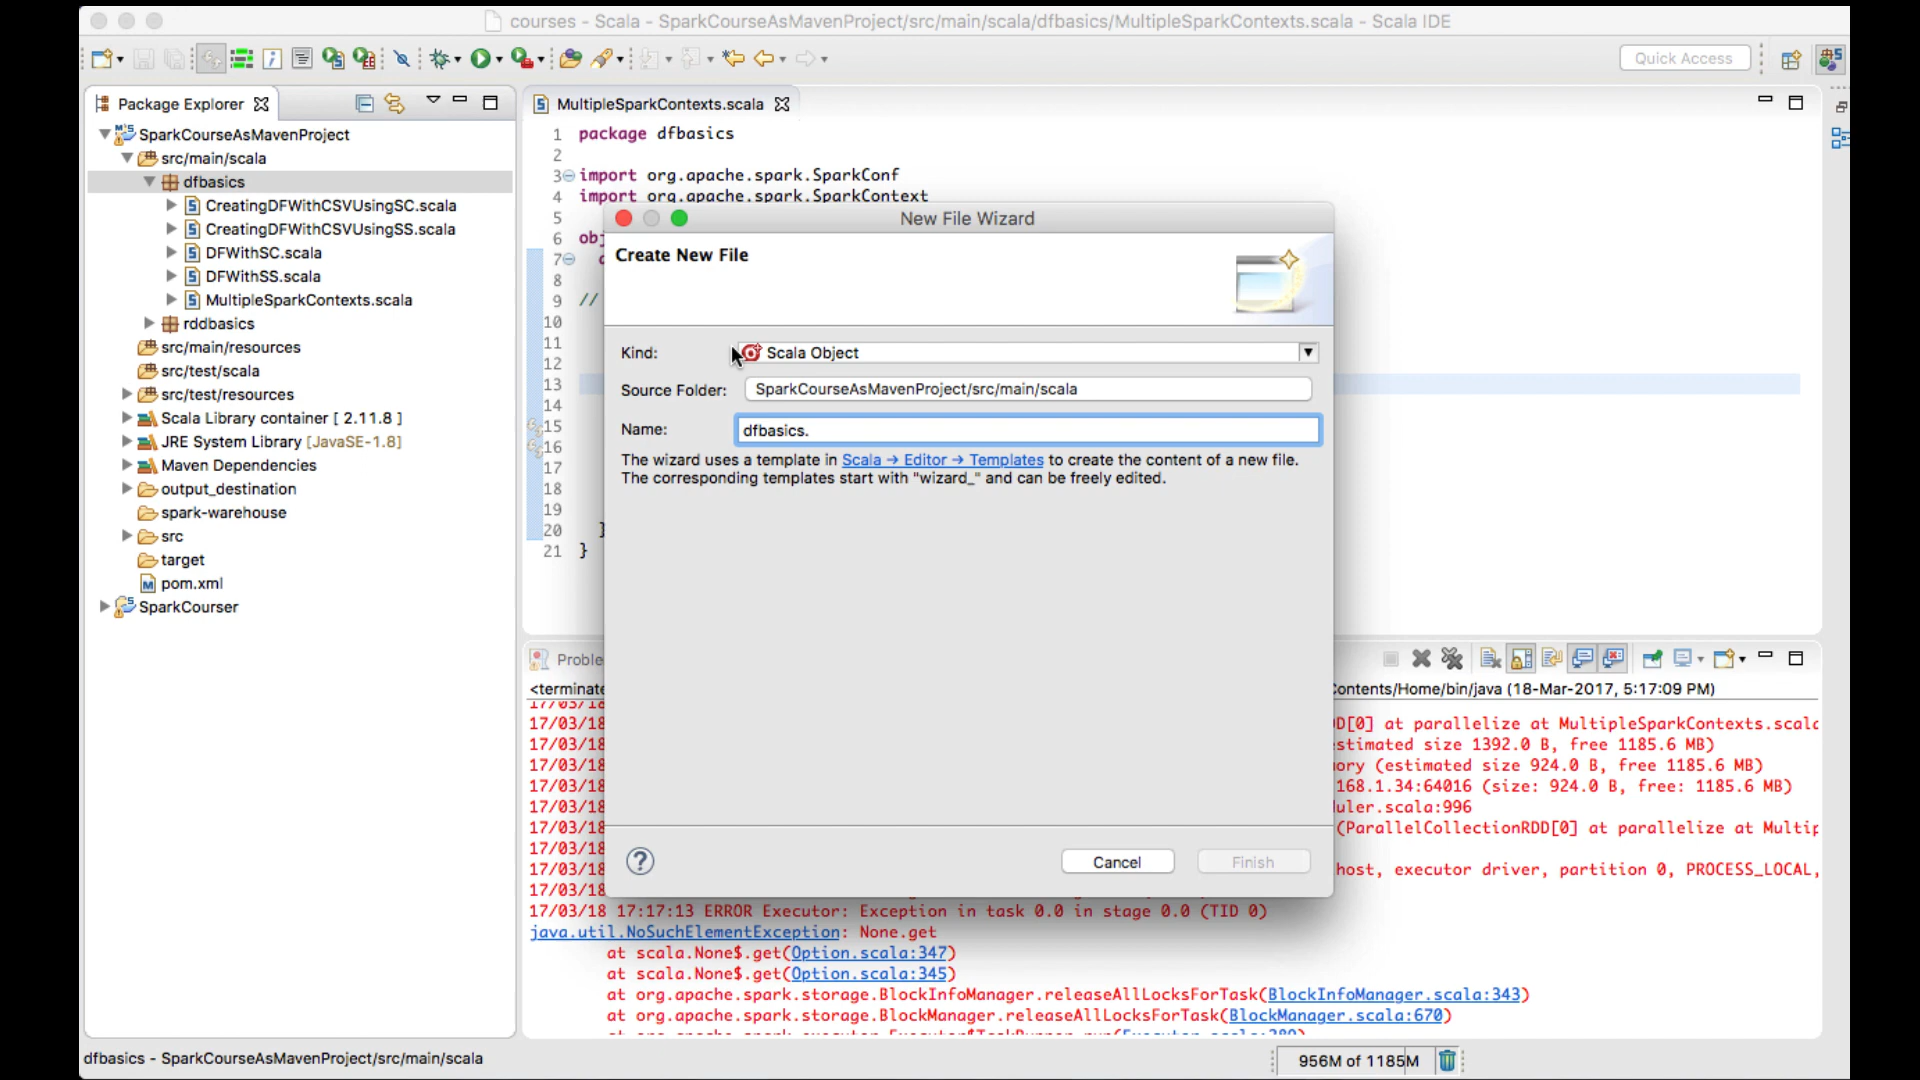 courses - Scala - SparkCourseAsMavenProject/src/main/scala/dfbasics/MultipleSparkContexts.scala - Scala IDE
Quick Access
Package Explorer
SparkCourseAsMavenProject
src/main/scala
dfbasics
CreatingDFWithCSVUsingSC.scala
CreatingDFWithCSVUsingSS.scala
DFWithSC.scala
DFWithSS.scala
MultipleSparkContexts.scala
rddbasics
src/main/resources
src/test/scala
src/test/resources
Scala Library container [ 2.11.8 ]
JRE System Library [JavaSE-1.8]
Maven Dependencies
output_destination
spark-warehouse
src
target
pom.xml
SparkCourser
MultipleSparkContexts.scala
1 package dfbasics
2
3 import org.apache.spark.SparkConf
4 import org.apache.spark.SparkContext
5
6 obj
7
8
9 //
10
11
12
13
14
15
16
17
18
19
20 }
21 }
New File Wizard
Create New File
Kind: Scala Object
Source Folder: SparkCourseAsMavenProject/src/main/scala
Name: dfbasics.
The wizard uses a template in Scala → Editor → Templates to create the content of a new file.
The corresponding templates start with "wizard_" and can be freely edited.
? Cancel Finish
Proble
<terminate Contents/Home/bin/java (18-Mar-2017, 5:17:09 PM)
17/03/18
17/03/18 D[0] at parallelize at MultipleSparkContexts.scala
17/03/18 stimated size 1392.0 B, free 1185.6 MB)
17/03/18 ory (estimated size 924.0 B, free 1185.6 MB)
17/03/18 168.1.34:64016 (size: 924.0 B, free: 1185.6 MB)
17/03/18 uler.scala:996
17/03/18 (ParallelCollectionRDD[0] at parallelize at Multip
17/03/18
17/03/18 host, executor driver, partition 0, PROCESS_LOCAL,
17/03/18
17/03/18 17:17:13 ERROR Executor: Exception in task 0.0 in stage 0.0 (TID 0)
java.util.NoSuchElementException: None.get
at scala.None$.get(Option.scala:347)
at scala.None$.get(Option.scala:345)
at org.apache.spark.storage.BlockInfoManager.releaseAllLocksForTask(BlockInfoManager.scala:343)
at org.apache.spark.storage.BlockManager.releaseAllLocksForTask(BlockManager.scala:670)
dfbasics - SparkCourseAsMavenProject/src/main/scala
956M of 1185M